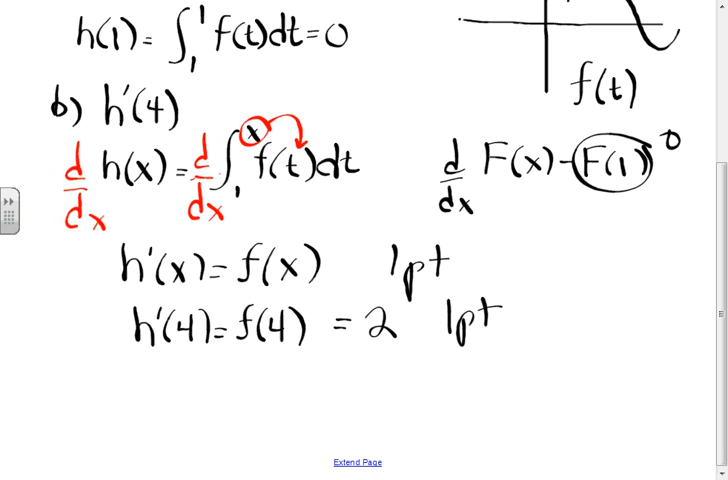 h(1) = ∫₁¹ f(t)dt = 0
f(t)
b) h'(4)
d/dx h(x) = d/dx ∫₁ˣ f(t)dt
d/dx F(x) - F(1) 0
h'(x) = f(x) 1pt
h'(4) = f(4) = 2 1pt
Extend Page